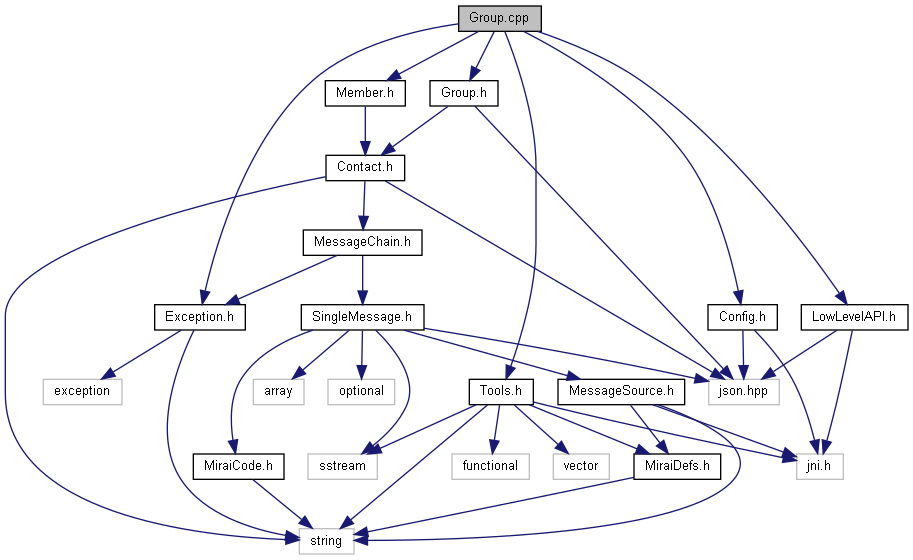 Group.cpp
Member.h
Group.h
Contact.h
MessageChain.h
Exception.h
SingleMessage.h
Config.h
LowLevelAPI.h
exception
array
optional
Tools.h
MessageSource.h
json.hpp
MiraiCode.h
sstream
functional
vector
MiraiDefs.h
jni.h
string